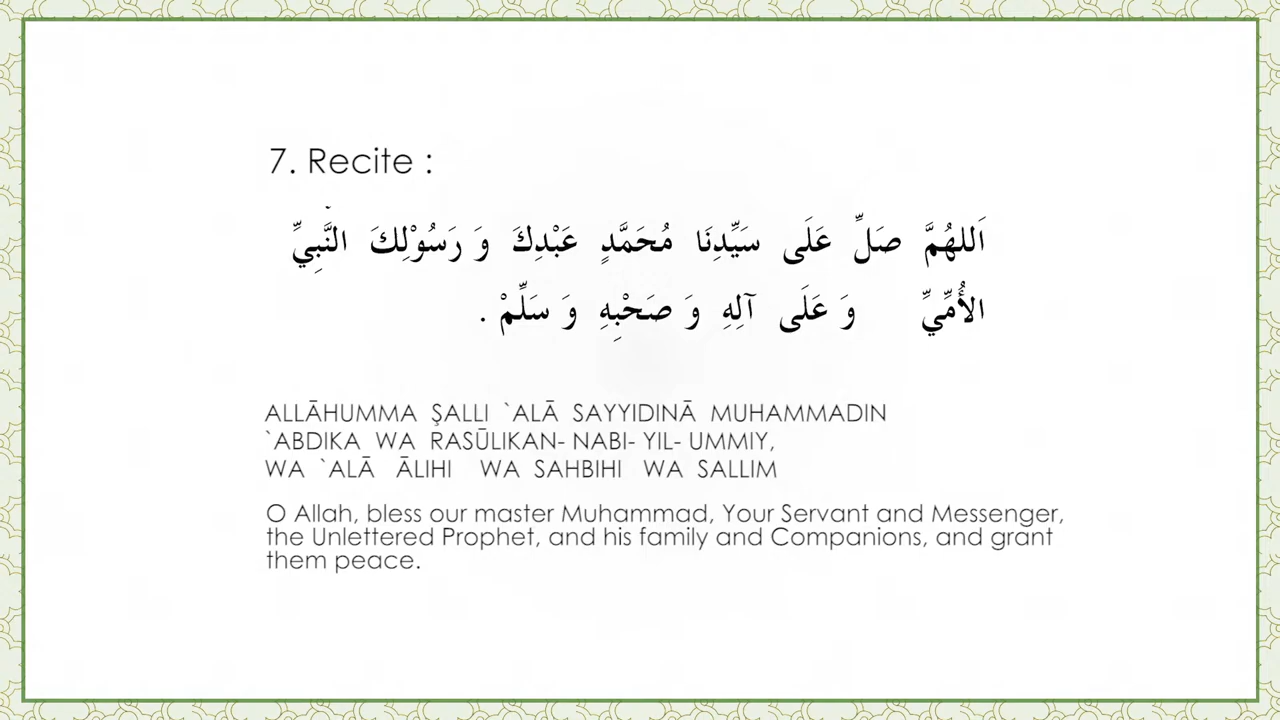 7. Recite :
اَللهُمَّ صَلِّ عَلَى سَيِّدِنَا مُحَمَّدٍ عَبْدِكَ وَ رَسُوْلِكَ النَّبِيِّ
الأُمِّيِّ وَ عَلَى آلِهِ وَ صَحْبِهِ وَ سَلِّمْ .
ALLĀHUMMA ŞALLI `ALĀ SAYYIDINĀ MUHAMMADIN
`ABDIKA WA RASŪLIKAN- NABI- YIL- UMMIY,
WA `ALĀ ĀLIHI WA SAHBIHI WA SALLIM
O Allah, bless our master Muhammad, Your Servant and Messenger,
the Unlettered Prophet, and his family and Companions, and grant
them peace.